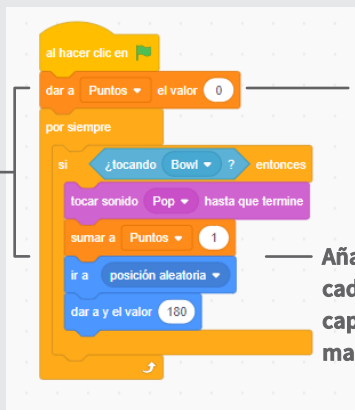 al hacer clic en
dar a Puntos el valor 0
por siempre
si ¿tocando Bowl ? entonces
tocar sonido Pop hasta que termine
sumar a Puntos 1
ir a posición aleatoria
dar a y el valor 180
Aña
cad
cap
ma